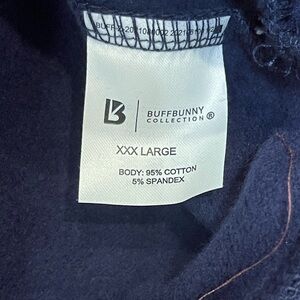 BUFFBUNNY
COLLECTION ®
XXX LARGE
BODY: 95% COTTON
5% SPANDEX